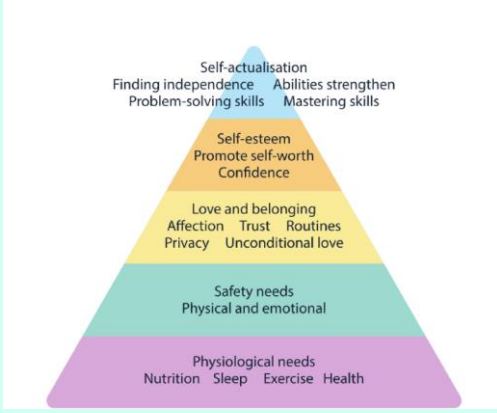 Self-actualisation
Finding independence Abilities strengthen
Problem-solving skills Mastering skills
Self-esteem
Promote self-worth
Confidence
Love and belonging
Affection Trust Routines
Privacy Unconditional love
Safety needs
Physical and emotional
Physiological needs
Nutrition Sleep Exercise Health